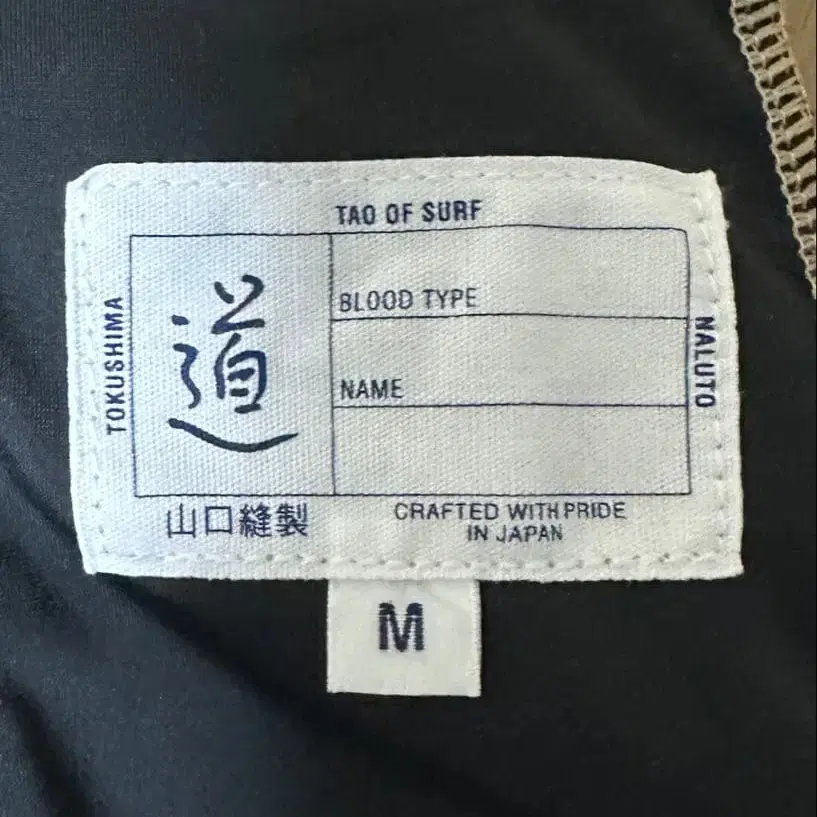 TAO OF SURF
TOKUSHIMA
道
BLOOD TYPE
NAME
NALUTO
山口縫製
CRAFTED WITH PRIDE
IN JAPAN
M